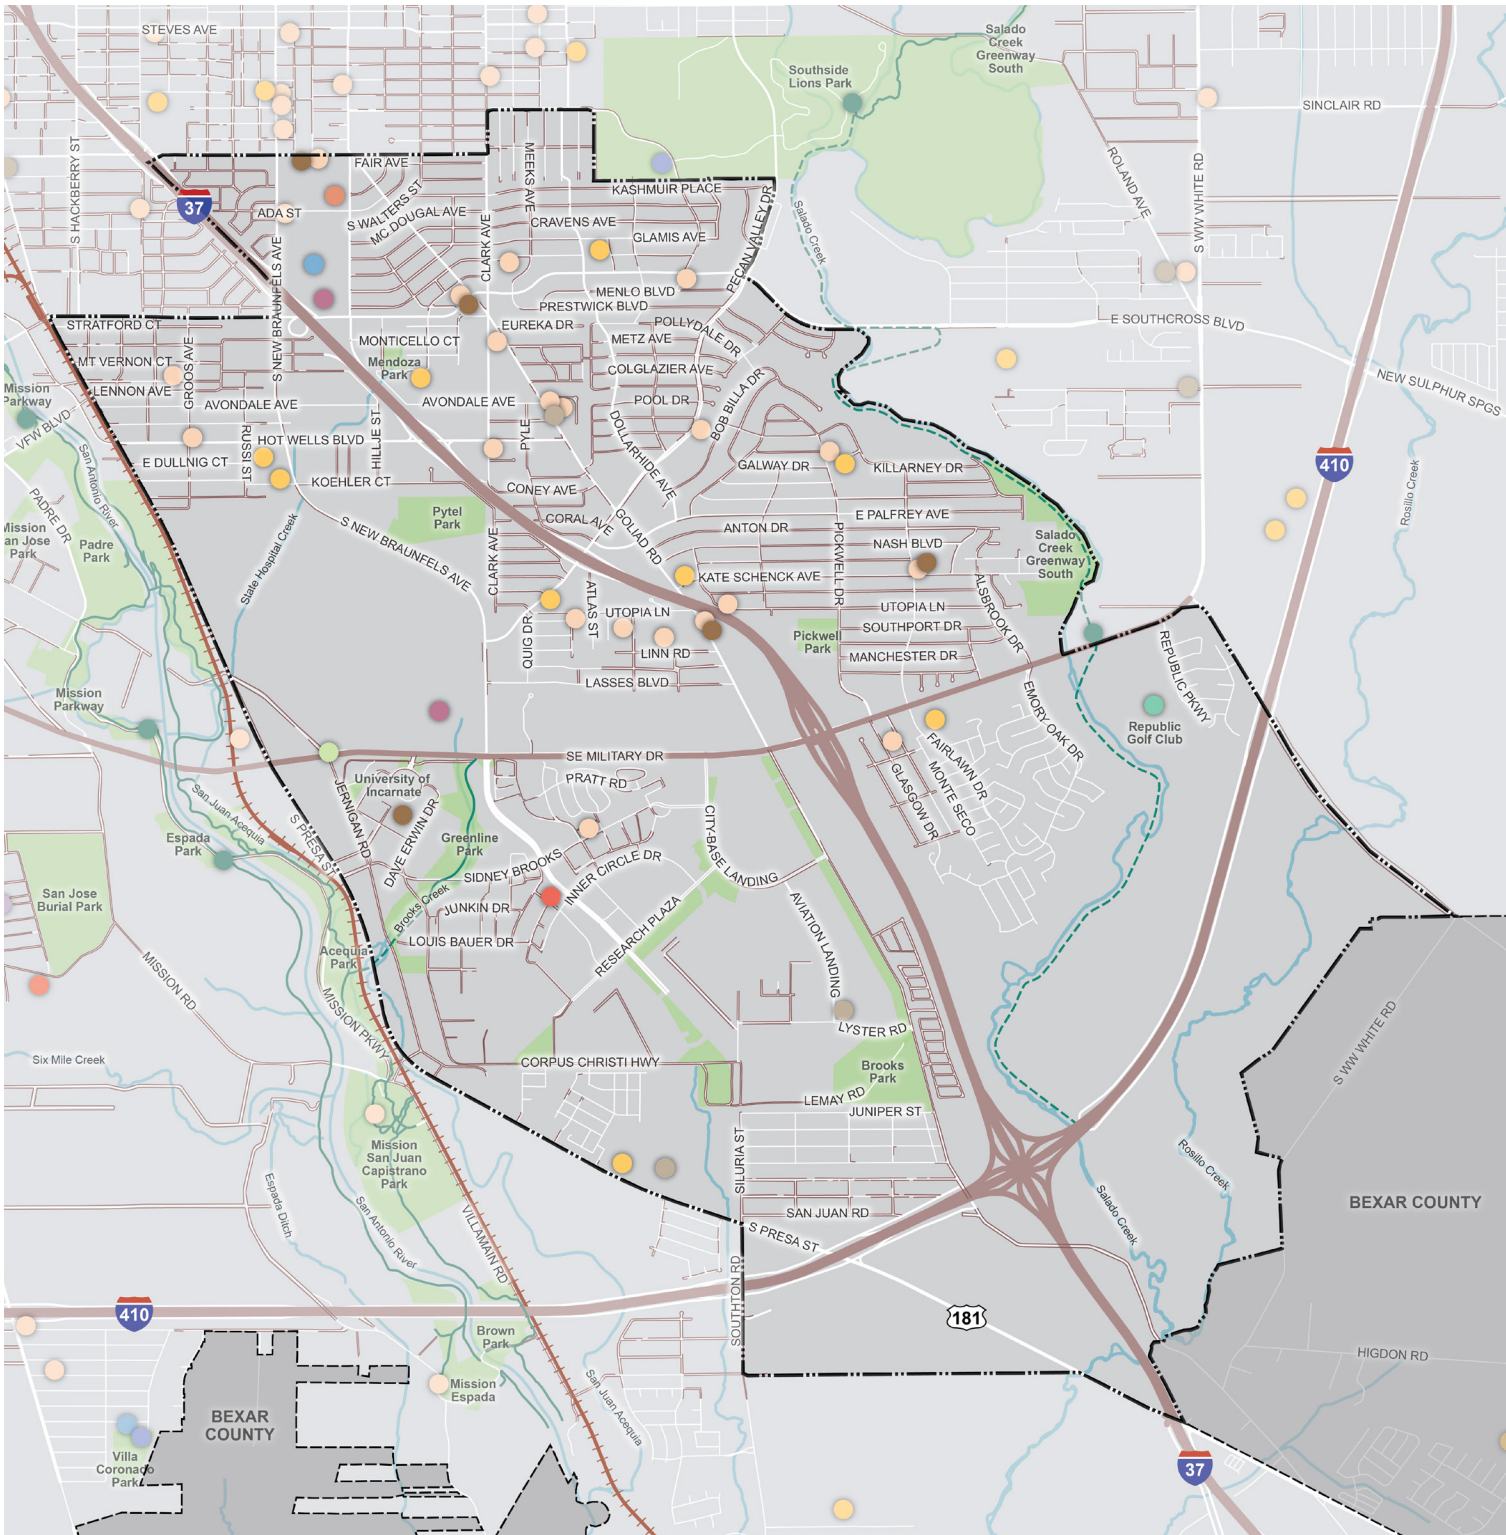 STEVES AVE
Salado
Creek
Greenway
South
Southside
Lions Park
SINCLAIR RD
S HACKBERRY ST
FAIR AVE
MEEKS AVE
KASHMUIR PLACE
ROLAND AVE
S WW WHITE RD
37
ADA ST
S WALTERS ST
MC DOUGAL AVE
CLARK AVE
CRAVENS AVE
GLAMIS AVE
PECAN VALLEY DR
Salado Creek
S NEW BRAUNFELS AVE
MENLO BLVD
PRESTWICK BLVD
STRATFORD CT
EUREKA DR
POLLYDALE DR
E SOUTHCROSS BLVD
MONTICELLO CT
METZ AVE
MT VERNON CT
GROOS AVE
Mendoza
Park
COLGLAZIER AVE
NEW SULPHUR SPGS
Mission
Parkway
LENNON AVE
AVONDALE AVE
AVONDALE AVE
POOL DR
BOB BILLA DR
VFW BLVD
RUSSI ST
HOT WELLS BLVD
HILLJE ST
PYLE
DOLLARHIDE AVE
San Antonio River
E DULLNIG CT
KOEHLER CT
GALWAY DR
KILLARNEY DR
410
Rosillo Creek
PADRE DR
CONEY AVE
Pytel
Park
CORAL AVE
GOLIAD RD
E PALFREY AVE
ANTON DR
PICKWELL DR
NASH BLVD
Mission
San Jose
Park
Padre
Park
S NEW BRAUNFELS AVE
CLARK AVE
Salado
Creek
Greenway
South
State Hospital Creek
ATLAS ST
KATE SCHENCK AVE
ALSBROOK DR
UTOPIA LN
UTOPIA LN
QUIG DR
SOUTHPORT DR
Pickwell
Park
LINN RD
MANCHESTER DR
REPUBLIC PKWY
LASSES BLVD
EMORY OAK DR
Mission
Parkway
Republic
Golf Club
SE MILITARY DR
FAIRLAWN DR
MONTE SECO
GLASGOW DR
University of
Incarnate
PRATT RD
JERNIGAN RD
San Juan Acequia
S PRESA ST
DAVE ERWIN DR
CITY-BASE LANDING
Espada
Park
Greenline
Park
SIDNEY BROOKS
INNER CIRCLE DR
San Jose
Burial Park
Brooks Creek
JUNKIN DR
AVIATION LANDING
RESEARCH PLAZA
LOUIS BAUER DR
Acequia
Park
MISSION RD
MISSION PKWY
LYSTER RD
S WW WHITE RD
Six Mile Creek
CORPUS CHRISTI HWY
Brooks
Park
LEMAY RD
JUNIPER ST
Mission
San Juan
Capistrano
Park
SILURIA ST
Rosillo Creek
Espada Ditch
San Antonio River
VILLAMAIN RD
SAN JUAN RD
Salado Creek
BEXAR COUNTY
S PRESA ST
SOUTHTON RD
410
181
Brown
Park
HIGDON RD
Mission
Espada
San Juan Acequia
BEXAR
COUNTY
Villa
Coronado
Park
37